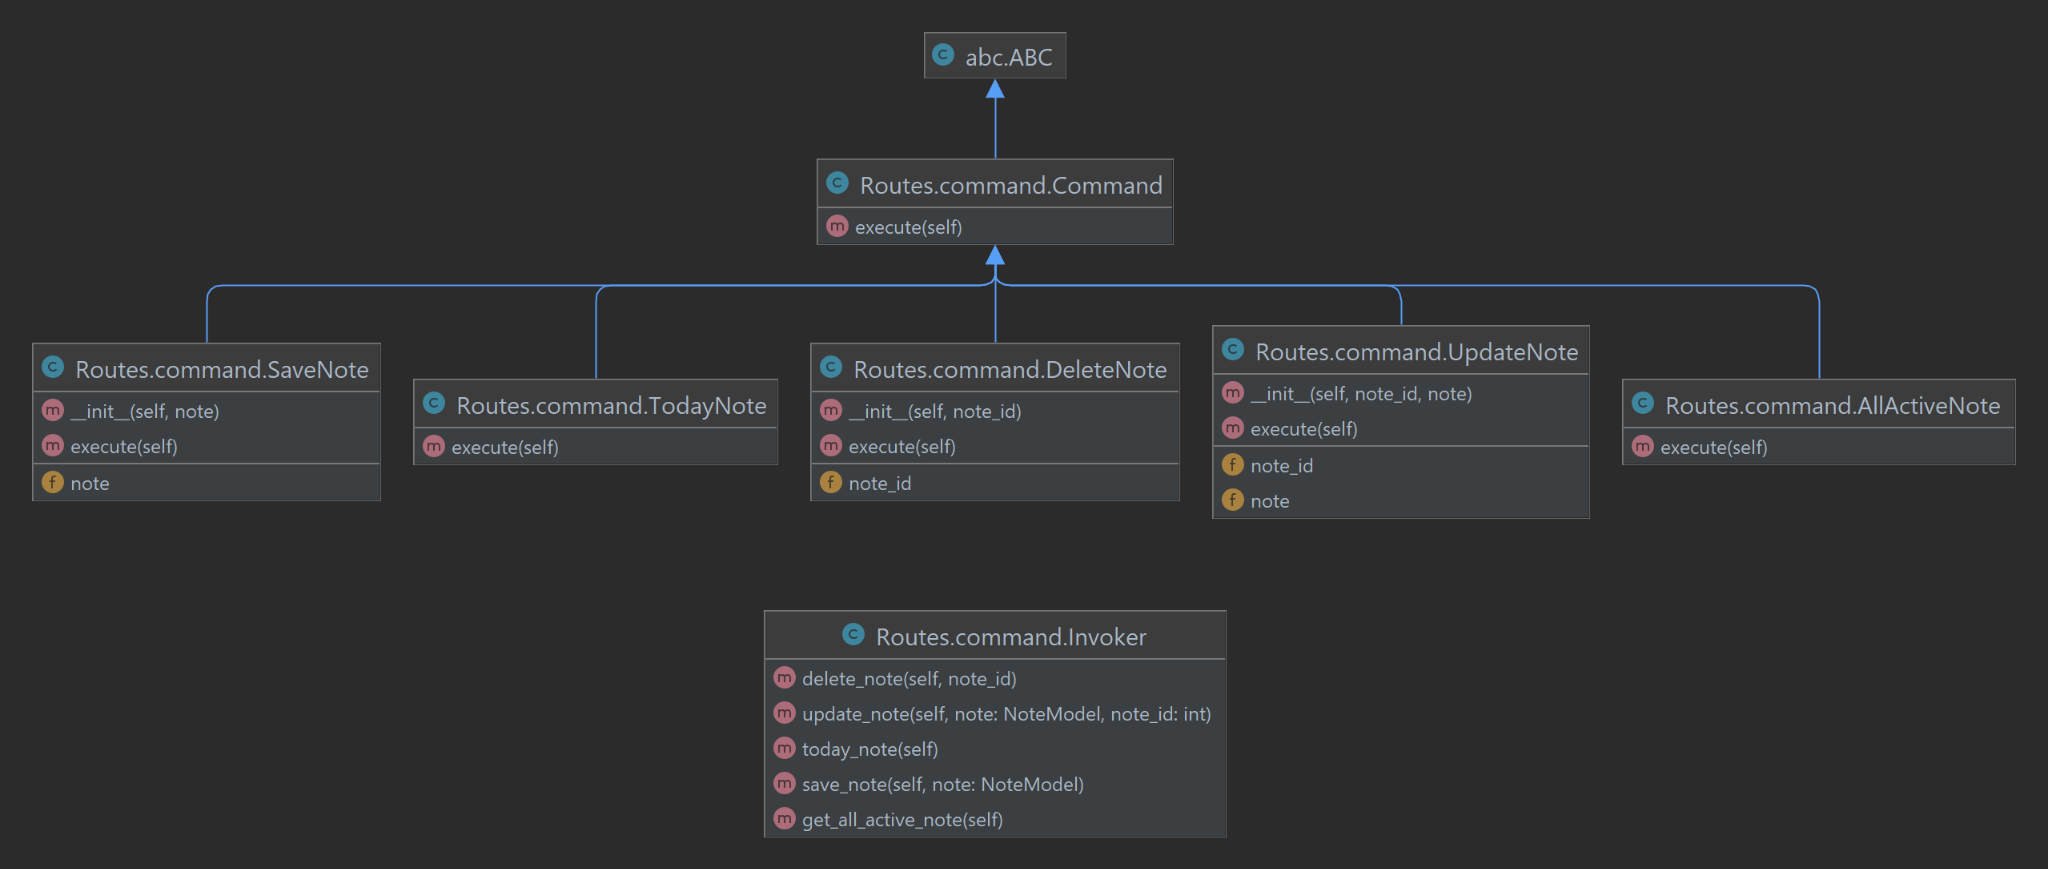 C abc.ABC
C Routes.command.Command
m execute(self)
C Routes.command.SaveNote
m __init__(self, note)
m execute(self)
f note
C Routes.command.TodayNote
m execute(self)
C Routes.command.DeleteNote
m __init__(self, note_id)
m execute(self)
f note_id
C Routes.command.UpdateNote
m __init__(self, note_id, note)
m execute(self)
f note_id
f note
C Routes.command.AllActiveNote
m execute(self)
C Routes.command.Invoker
m delete_note(self, note_id)
m update_note(self, note: NoteModel, note_id: int)
m today_note(self)
m save_note(self, note: NoteModel)
m get_all_active_note(self)